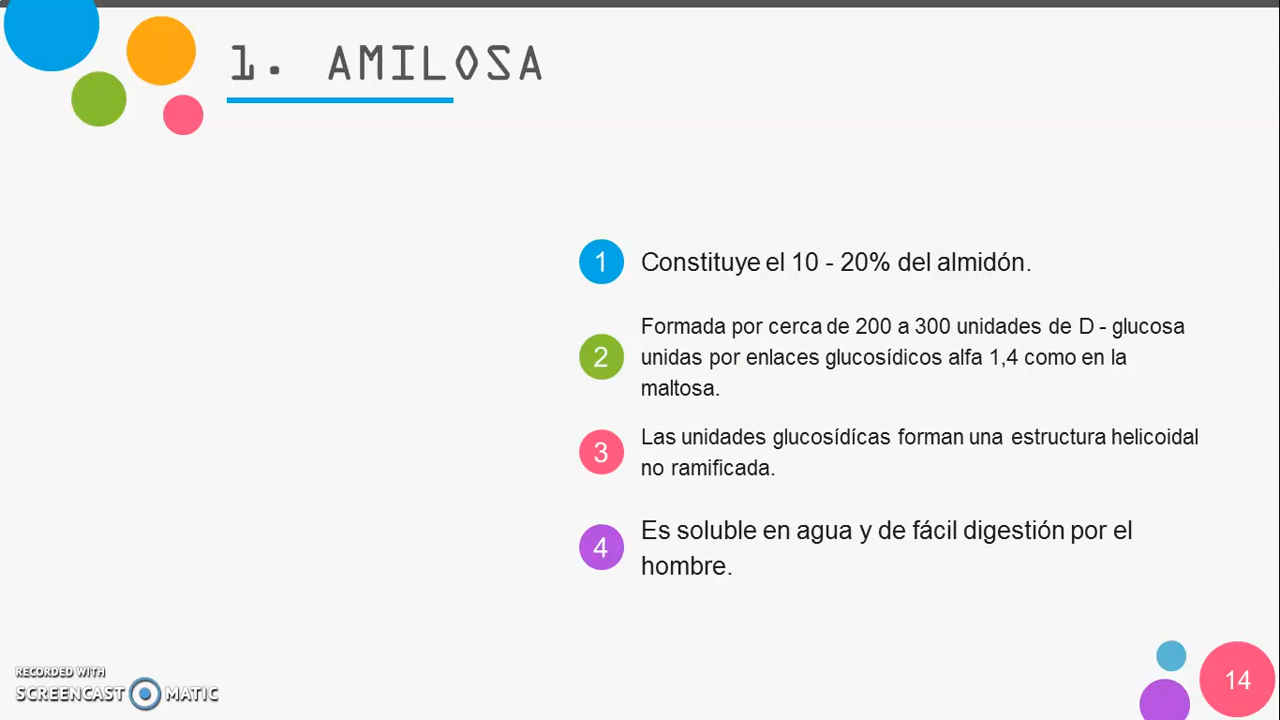 1. AMILOSA
1 Constituye el 10 - 20% del almidón.
Formada por cerca de 200 a 300 unidades de D - glucosa
2 unidas por enlaces glucosídicos alfa 1,4 como en la
maltosa.
3 Las unidades glucosídícas forman una estructura helicoidal
no ramificada.
4 Es soluble en agua y de fácil digestión por el
hombre.
RECORDED WITH
SCREENCAST MATIC
14